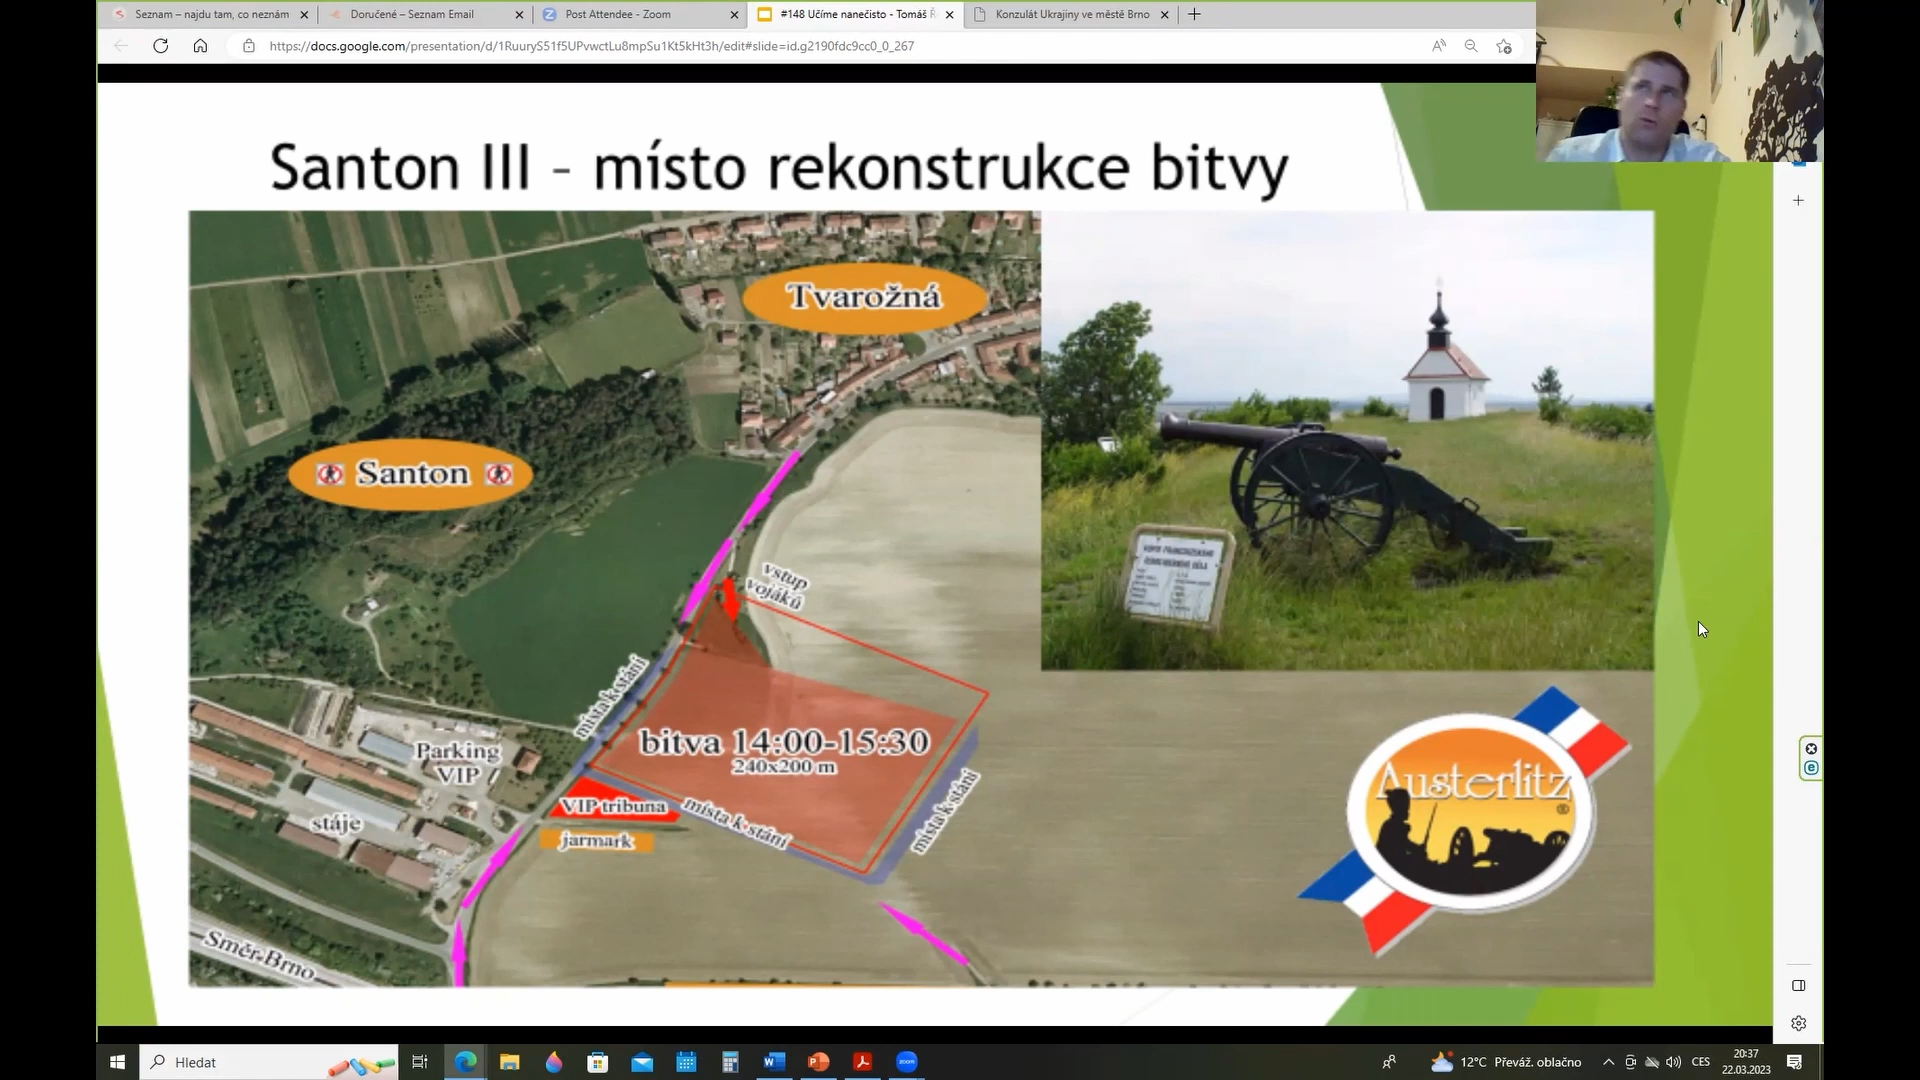 Seznam – najdu tam, co neznám
Doručené – Seznam Email
Post Attendee - Zoom
#148 Učíme nanečisto - Tomáš Ř
Konzulát Ukrajiny ve městě Brno
https://docs.google.com/presentation/d/1RuuryS51f5UPvwctLu8mpSu1Kt5kHt3h/edit#slide=id.g2190fdc9cc0_0_267
Santon III – místo rekonstrukce bitvy
Tvarožná
Santon
vstup
vojáků
místa k stání
bitva 14:00-15:30
240x200 m
Parking
VIP
VIP tribuna
místa k stání
místa k stání
stáje
jarmark
Směr-Brno
Austerlitz
®
Hledat
12°C Převáž. oblačno
CES
20:37
22.03.2023